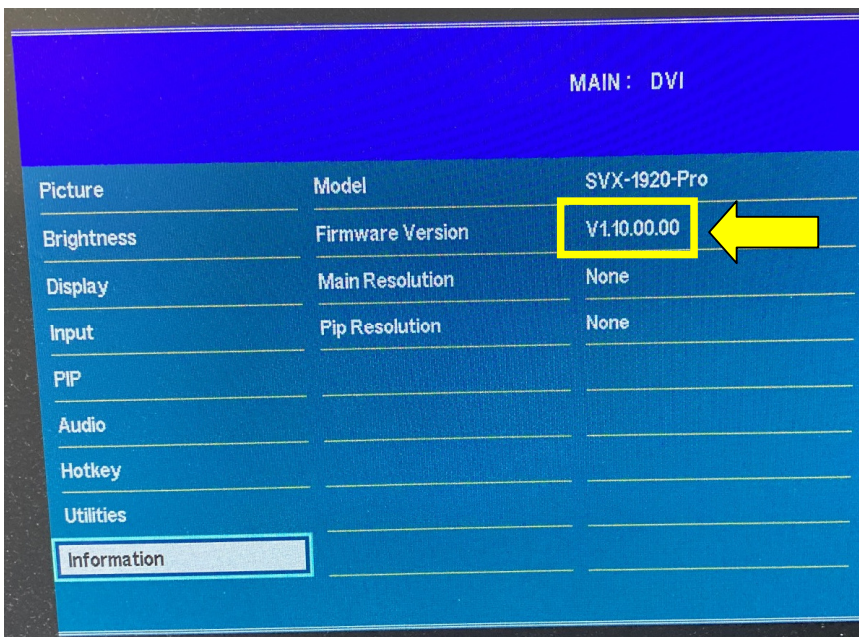 MAIN: DVI
Picture Model SVX-1920-Pro
Brightness Firmware Version V1.10.00.00
Display Main Resolution None
Input Pip Resolution None
PIP
Audio
Hotkey
Utilities
Information